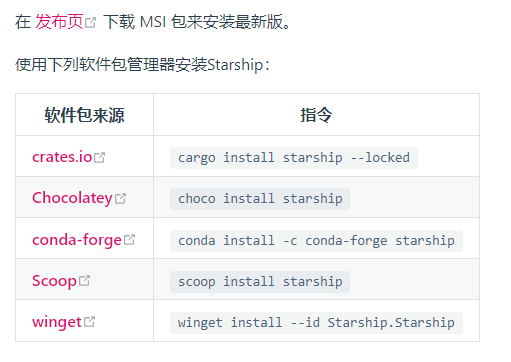 在 发布页 下载 MSI 包来安装最新版。
使用下列软件包管理器安装Starship：
软件包来源 指令
crates.io cargo install starship --locked
Chocolatey choco install starship
conda-forge conda install -c conda-forge starship
Scoop scoop install starship
winget winget install --id Starship.Starship